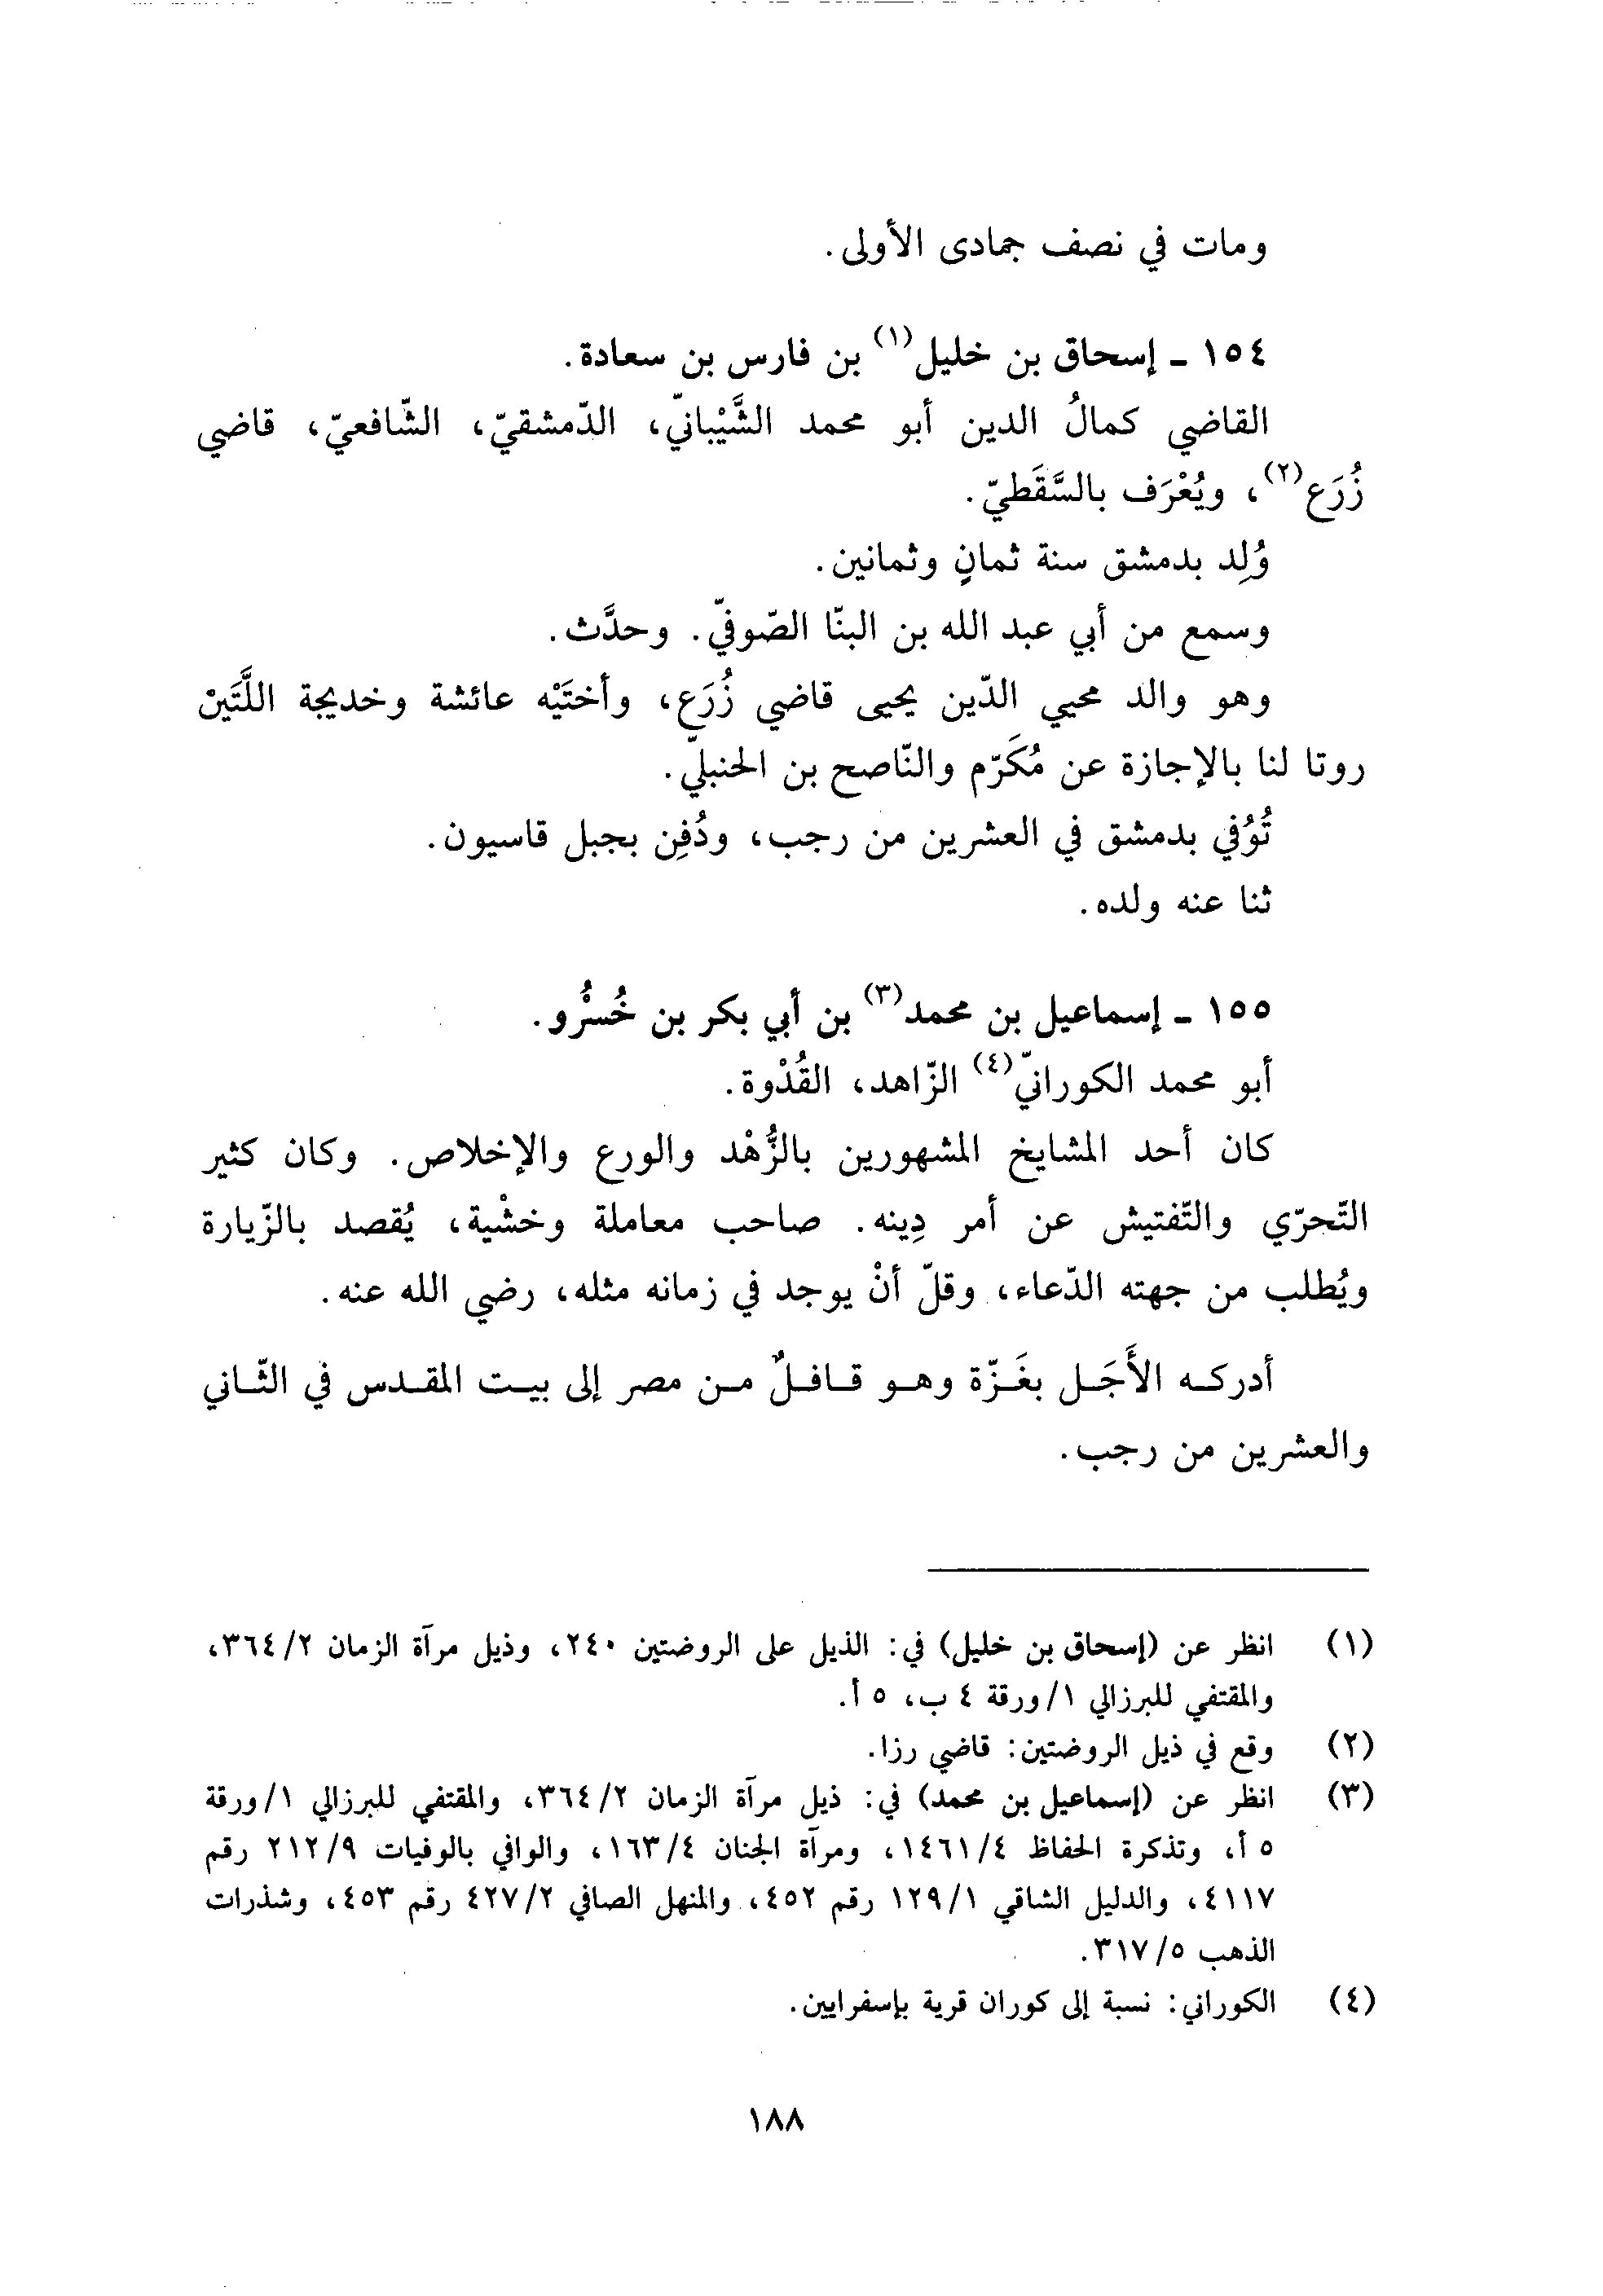 ومات في نصف جمادى الأولى.
١٥٤ ـ إسحاق بن خليل(١) بن فارس بن سعادة.
القاضي كمالُ الدين أبو محمد الشَّيْبانيّ، الدّمشقيّ، الشّافعيّ، قاضي
زُرَع(٢)، ويُعْرَف بالسَّقَطيّ.
وُلِد بدمشق سنة ثمانٍ وثمانين.
وسمع من أبي عبد الله بن البنّا الصّوفيّ. وحدَّث.
وهو والد محيي الدّين يحيى قاضي زُرَع، وأختَيْه عائشة وخديجة اللَّتَينْ
روتا لنا بالإجازة عن مُكَرّم والنّاصح بن الحنبليّ.
تُوُفي بدمشق في العشرين من رجب، ودُفِن بجبل قاسيون.
ثنا عنه ولده.
١٥٥ ـ إسماعيل بن محمد(٣) بن أبي بكر بن خُسْرُو.
أبو محمد الكورانيّ(٤) الزّاهد، القُدْوة.
كان أحد المشايخ المشهورين بالزُّهْد والورع والإخلاص. وكان كثير
التّحرّي والتّفتيش عن أمر دِينه. صاحب معاملة وخشْية، يُقصد بالزّيارة
ويُطلب من جهته الدّعاء، وقلّ أنْ يوجد في زمانه مثله، رضي الله عنه.
أدركه الأَجَل بغَزّة وهو قافلٌ من مصر إلى بيت المقدس في الثّاني
والعشرين من رجب.
(١) انظر عن (إسحاق بن خليل) في: الذيل على الروضتين ٢٤٠، وذيل مرآة الزمان ٢/ ٣٦٤،
والمقتفي للبرزالي ١/ ورقة ٤ ب، ٥ أ.
(٢) وقع في ذيل الروضتين: قاضي رزا.
(٣) انظر عن (إسماعيل بن محمد) في: ذيل مرآة الزمان ٢/ ٣٦٤، والمقتفي للبرزالي ١/ ورقة
٥ أ، وتذكرة الحفاظ ٤/ ١٤٦١، ومرآة الجنان ٤/ ١٦٣، والوافي بالوفيات ٩/ ٢١٢ رقم
٤١١٧، والدليل الشاقي ١/ ١٢٩ رقم ٤٥٢، والمنهل الصافي ٢/ ٤٢٧ رقم ٤٥٣، وشذرات
الذهب ٥/ ٣١٧.
(٤) الكوراني: نسبة إلى كوران قرية بإسفرايين.
١٨٨